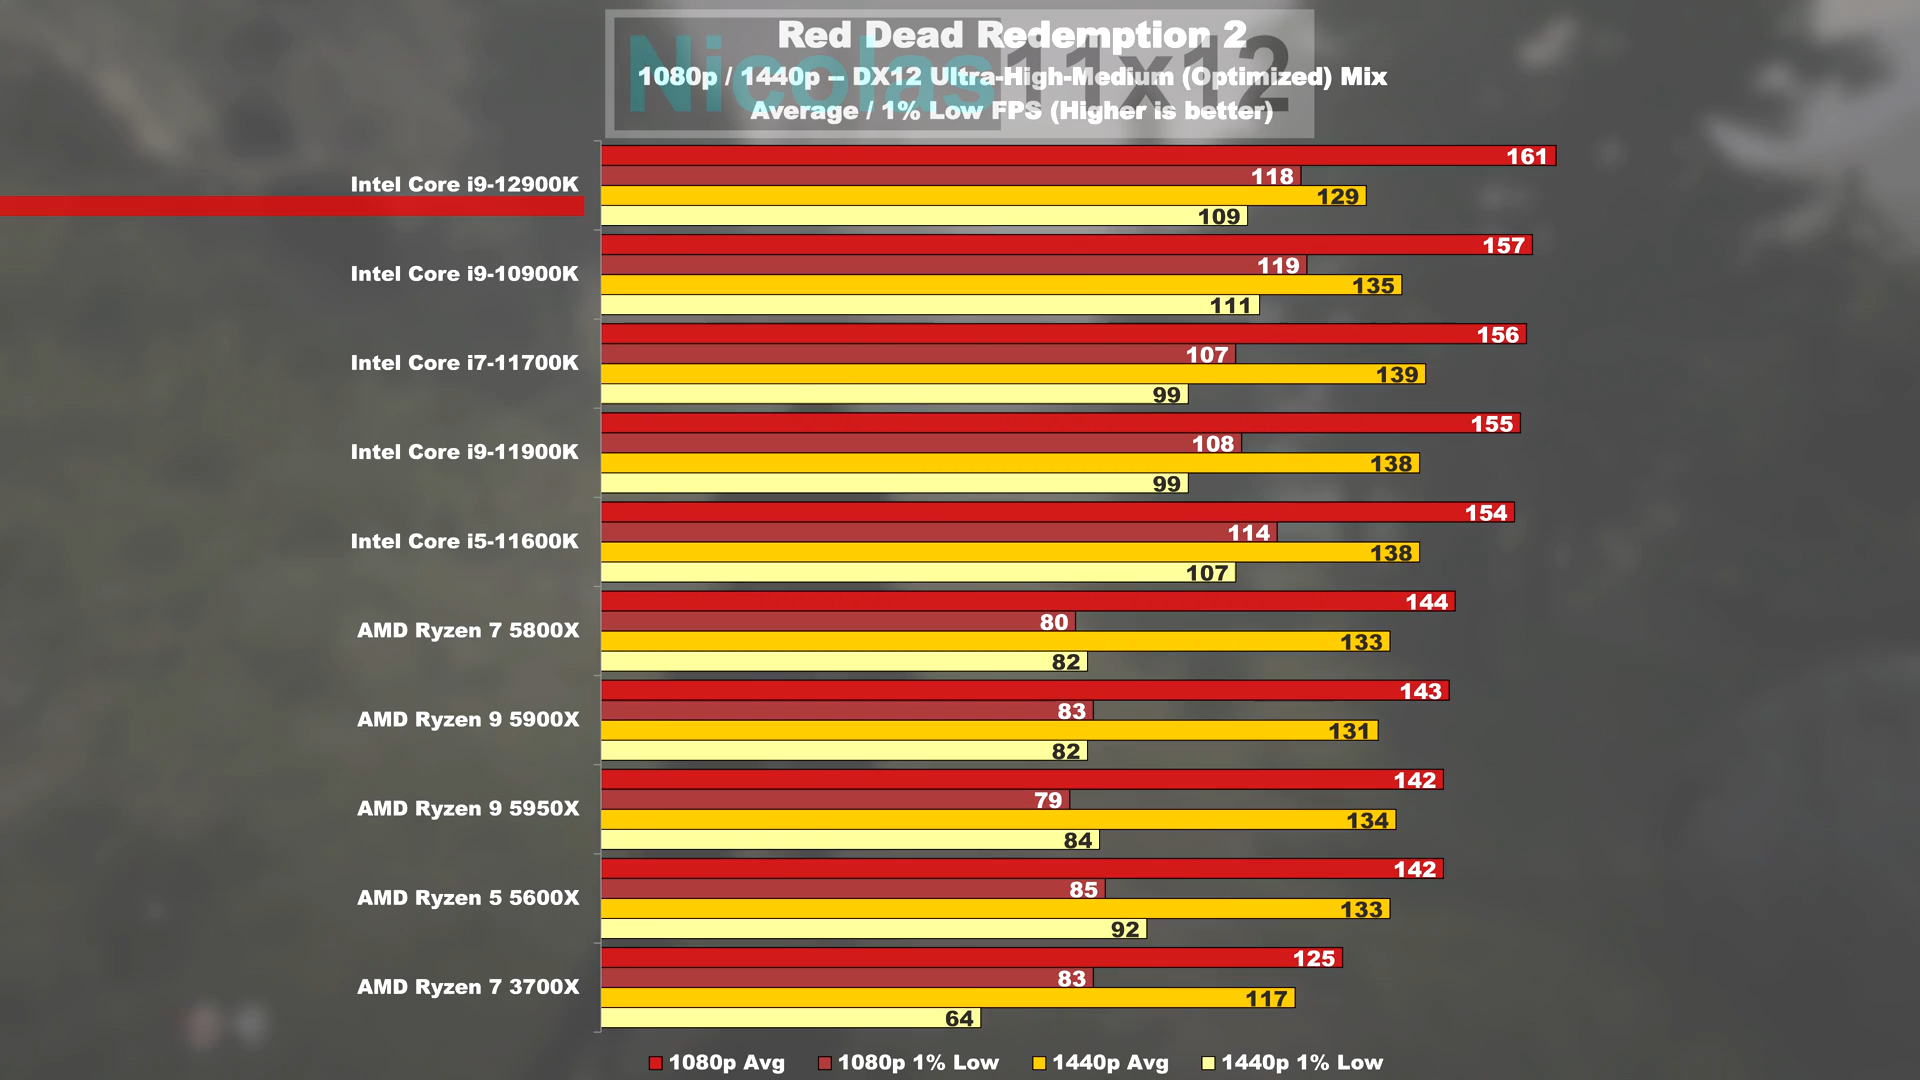 Red Dead Redemption 2
Nicolas11x12
1080p / 1440p – DX12 Ultra-High-Medium (Optimized) Mix
Average / 1% Low FPS (Higher is better)
Intel Core i9-12900K
161
118
129
109
Intel Core i9-10900K
157
119
135
111
Intel Core i7-11700K
156
107
139
99
Intel Core i9-11900K
155
108
138
99
Intel Core i5-11600K
154
114
138
107
AMD Ryzen 7 5800X
144
80
133
82
AMD Ryzen 9 5900X
143
83
131
82
AMD Ryzen 9 5950X
142
79
134
84
AMD Ryzen 5 5600X
142
85
133
92
AMD Ryzen 7 3700X
125
83
117
64
1080p Avg 1080p 1% Low 1440p Avg 1440p 1% Low